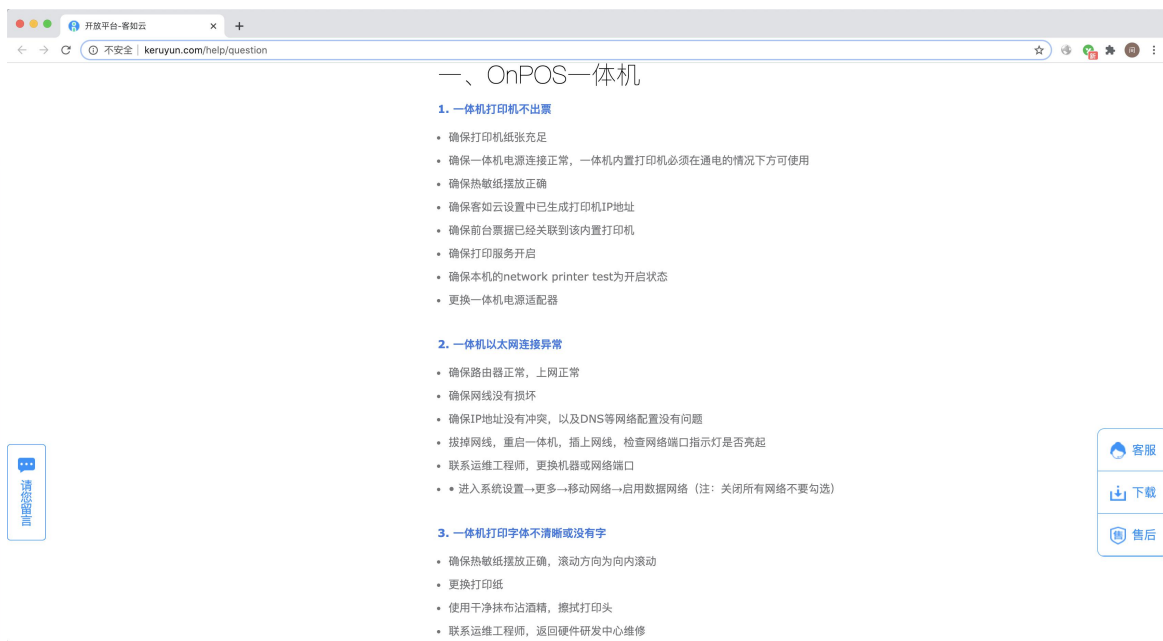 开放平台-客如云
不安全 | keruyun.com/help/question
一、OnPOS一体机
1. 一体机打印机不出票
• 确保打印机纸张充足
• 确保一体机电源连接正常，一体机内置打印机必须在通电的情况下方可使用
• 确保热敏纸摆放正确
• 确保客如云设置中已生成打印机IP地址
• 确保前台票据已经关联到该内置打印机
• 确保打印服务开启
• 确保本机的network printer test为开启状态
• 更换一体机电源适配器
2. 一体机以太网连接异常
• 确保路由器正常，上网正常
• 确保网线没有损坏
• 确保IP地址没有冲突，以及DNS等网络配置没有问题
• 拔掉网线，重启一体机，插上网线，检查网络端口指示灯是否亮起
• 联系运维工程师，更换机器或网络端口
• • 进入系统设置→更多→移动网络→启用数据网络（注：关闭所有网络不要勾选）
3. 一体机打印字体不清晰或没有字
• 确保热敏纸摆放正确，滚动方向为向内滚动
• 更换打印纸
• 使用干净抹布沾酒精，擦拭打印头
• 联系运维工程师，返回硬件研发中心维修
请您留言
客服
下载
售后